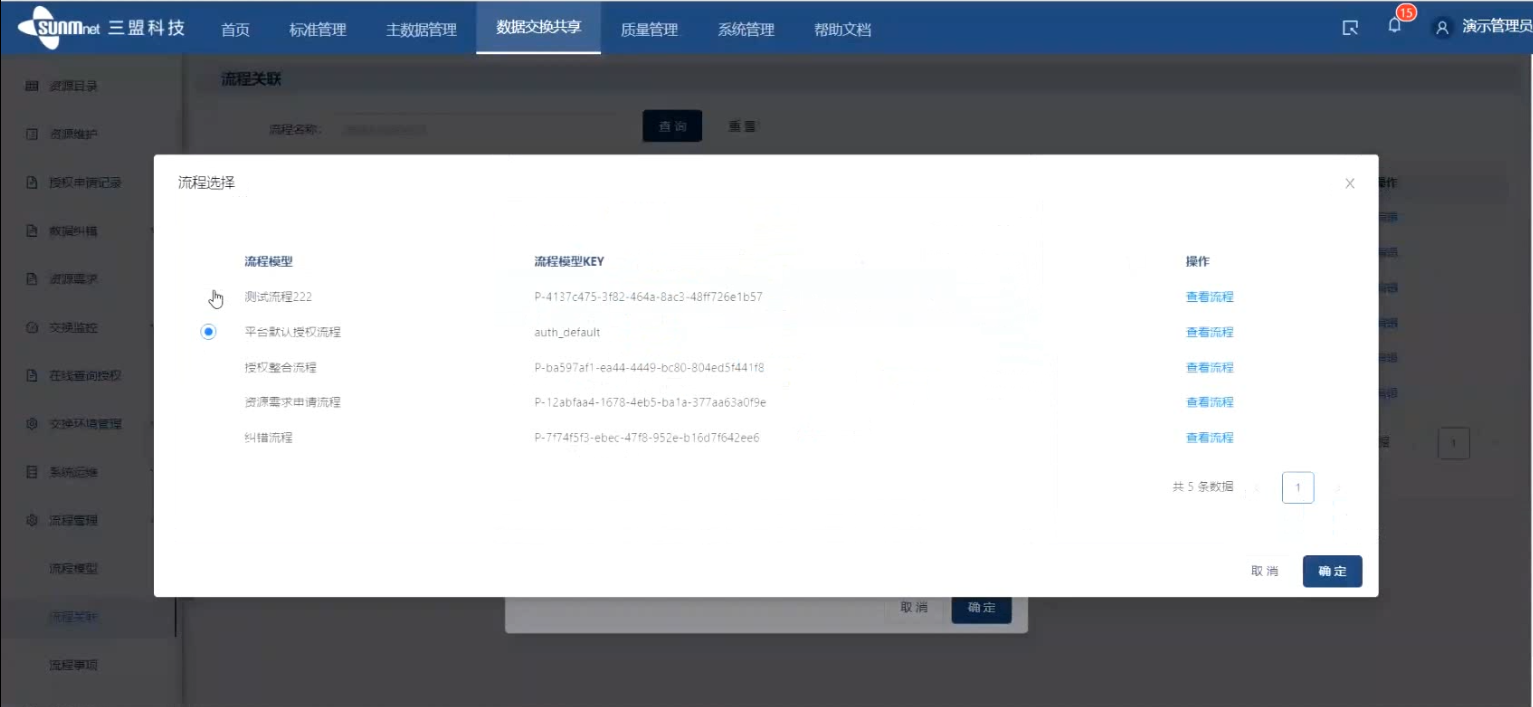 SUNMnet 三盟科技 首页 标准管理 主数据管理 数据交换共享 质量管理 系统管理 帮助文档 15 演示管理员
资源目录
流程关联
资源维护
流程名称:
查询 重置
授权申请记录
数据纠错
资源需求
交换监控
在线查询授权
交换环境管理
系统运维
流程管理
流程模型
流程关联
流程事项
流程选择
流程模型 流程模型KEY 操作
测试流程222 P-4137c475-3f82-464a-8ac3-48ff726e1b57 查看流程
平台默认授权流程 auth_default 查看流程
授权整合流程 P-ba597af1-ea44-4449-bc80-804ed5f441f8 查看流程
资源需求申请流程 P-12abfaa4-1678-4eb5-ba1a-377aa63a0f9e 查看流程
纠错流程 P-7f74f5f3-ebec-47f8-952e-b16d7f642ee6 查看流程
共 5 条数据 1
取消 确定
取消 确定
操作
1